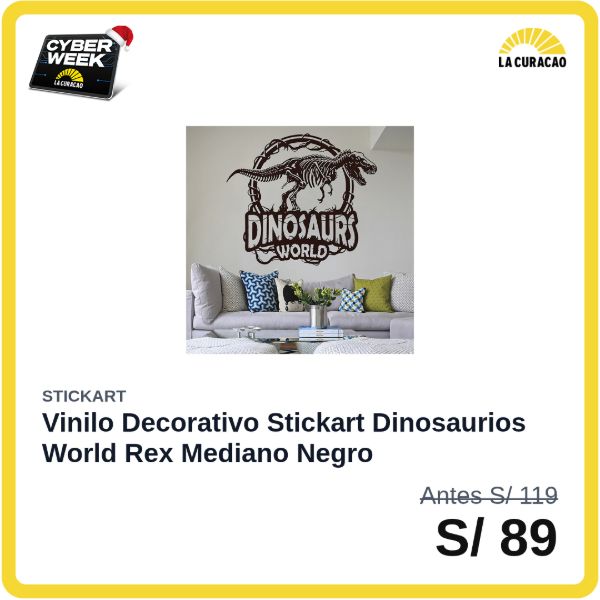 CYBER
WEEK
LA CURACAO
LA CURACAO
DINOSAURS
WORLD
STICKART
Vinilo Decorativo Stickart Dinosaurios
World Rex Mediano Negro
Antes S/ 119
S/ 89